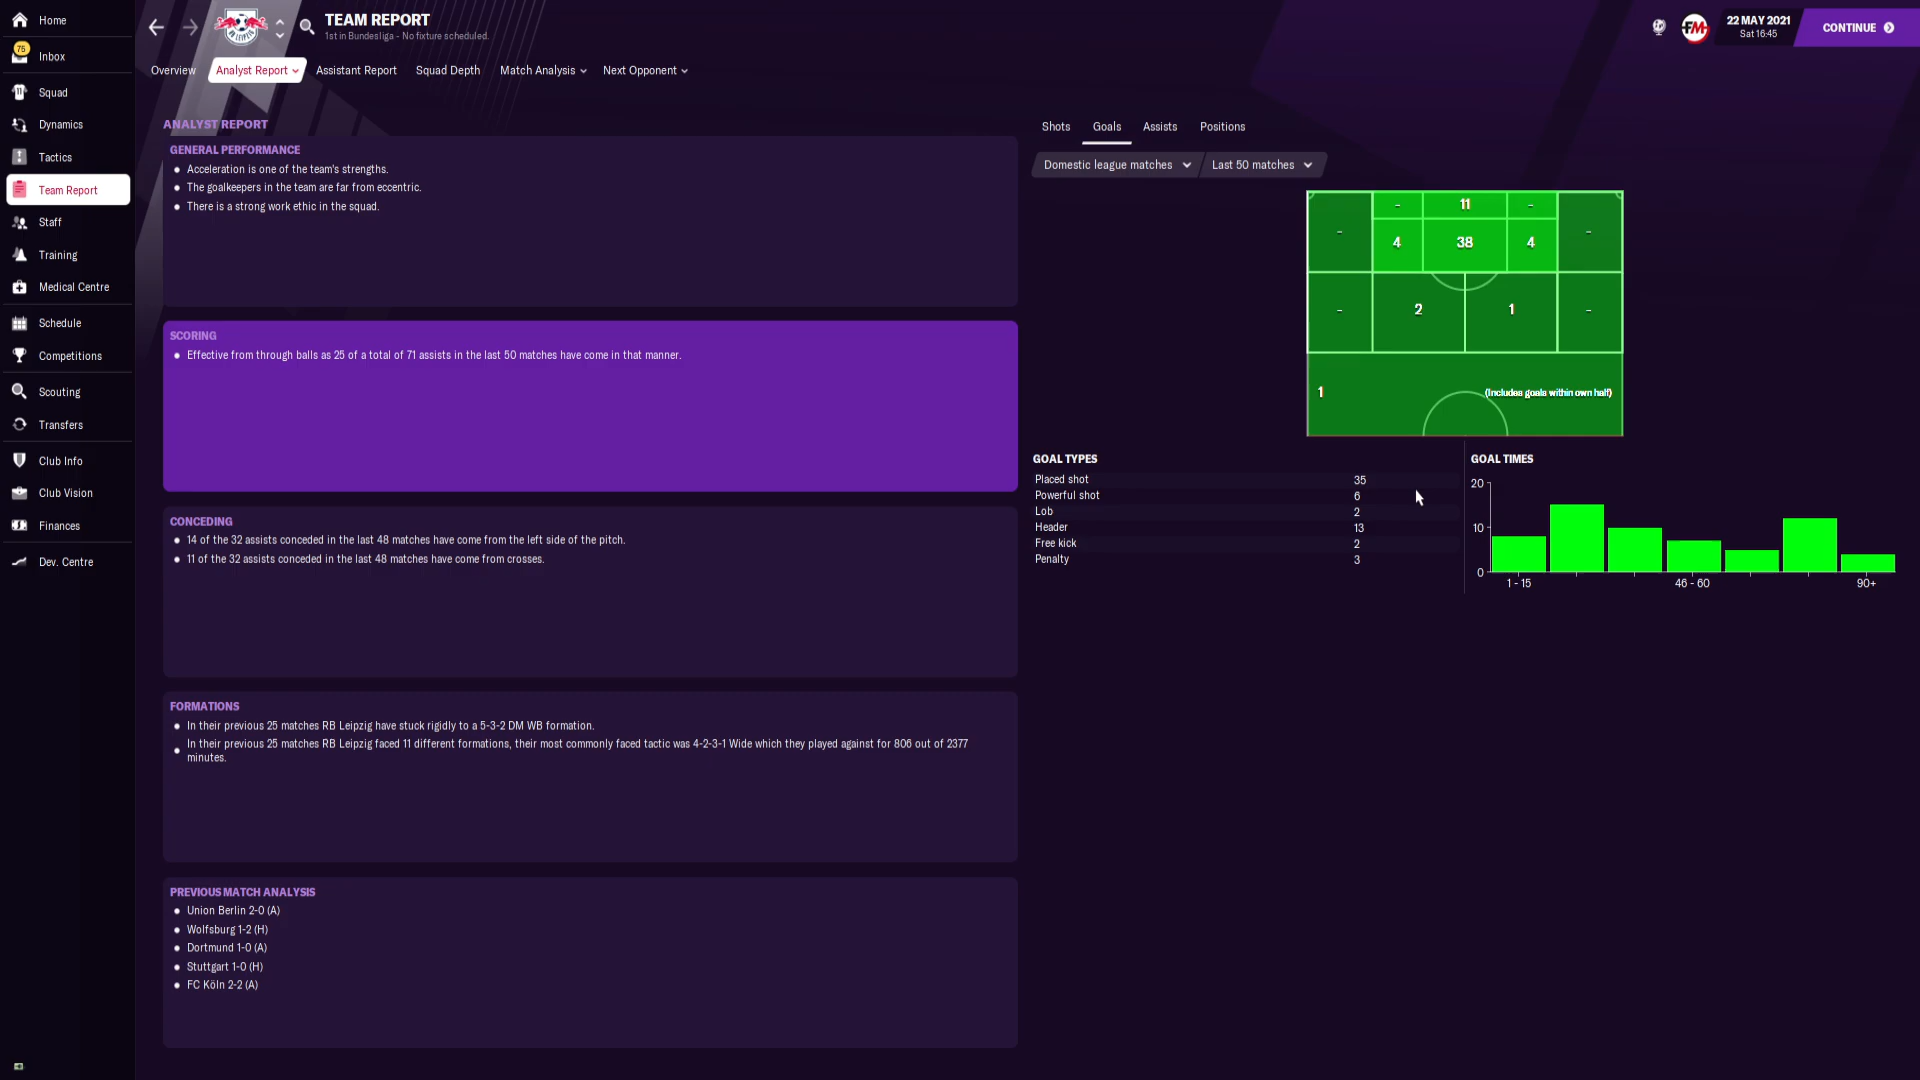 Home
75
Inbox
Squad
Dynamics
Tactics
Team Report
Staff
Training
Medical Centre
Schedule
Competitions
Scouting
Transfers
Club Info
Club Vision
Finances
Dev. Centre
TEAM REPORT
1st in Bundesliga - No fixture scheduled.
FM
22 MAY 2021
Sat 16:45
CONTINUE
Overview Analyst Report Assistant Report Squad Depth Match Analysis Next Opponent
ANALYST REPORT
GENERAL PERFORMANCE
Acceleration is one of the team's strengths.
The goalkeepers in the team are far from eccentric.
There is a strong work ethic in the squad.
SCORING
Effective from through balls as 25 of a total of 71 assists in the last 50 matches have come in that manner.
CONCEDING
14 of the 32 assists conceded in the last 48 matches have come from the left side of the pitch.
11 of the 32 assists conceded in the last 48 matches have come from crosses.
FORMATIONS
In their previous 25 matches RB Leipzig have stuck rigidly to a 5-3-2 DM WB formation.
In their previous 25 matches RB Leipzig faced 11 different formations, their most commonly faced tactic was 4-2-3-1 Wide which they played against for 806 out of 2377
minutes.
PREVIOUS MATCH ANALYSIS
Union Berlin 2-0 (A)
Wolfsburg 1-2 (H)
Dortmund 1-0 (A)
Stuttgart 1-0 (H)
FC Köln 2-2 (A)
Shots Goals Assists Positions
Domestic league matches Last 50 matches
- 11 -
- 4 38 4 -
- 2 1 -
1 (Includes goals within own half)
GOAL TYPES
Placed shot 35
Powerful shot 6
Lob 2
Header 13
Free kick 2
Penalty 3
GOAL TIMES
20
10
0
1 - 15 46 - 60 90+